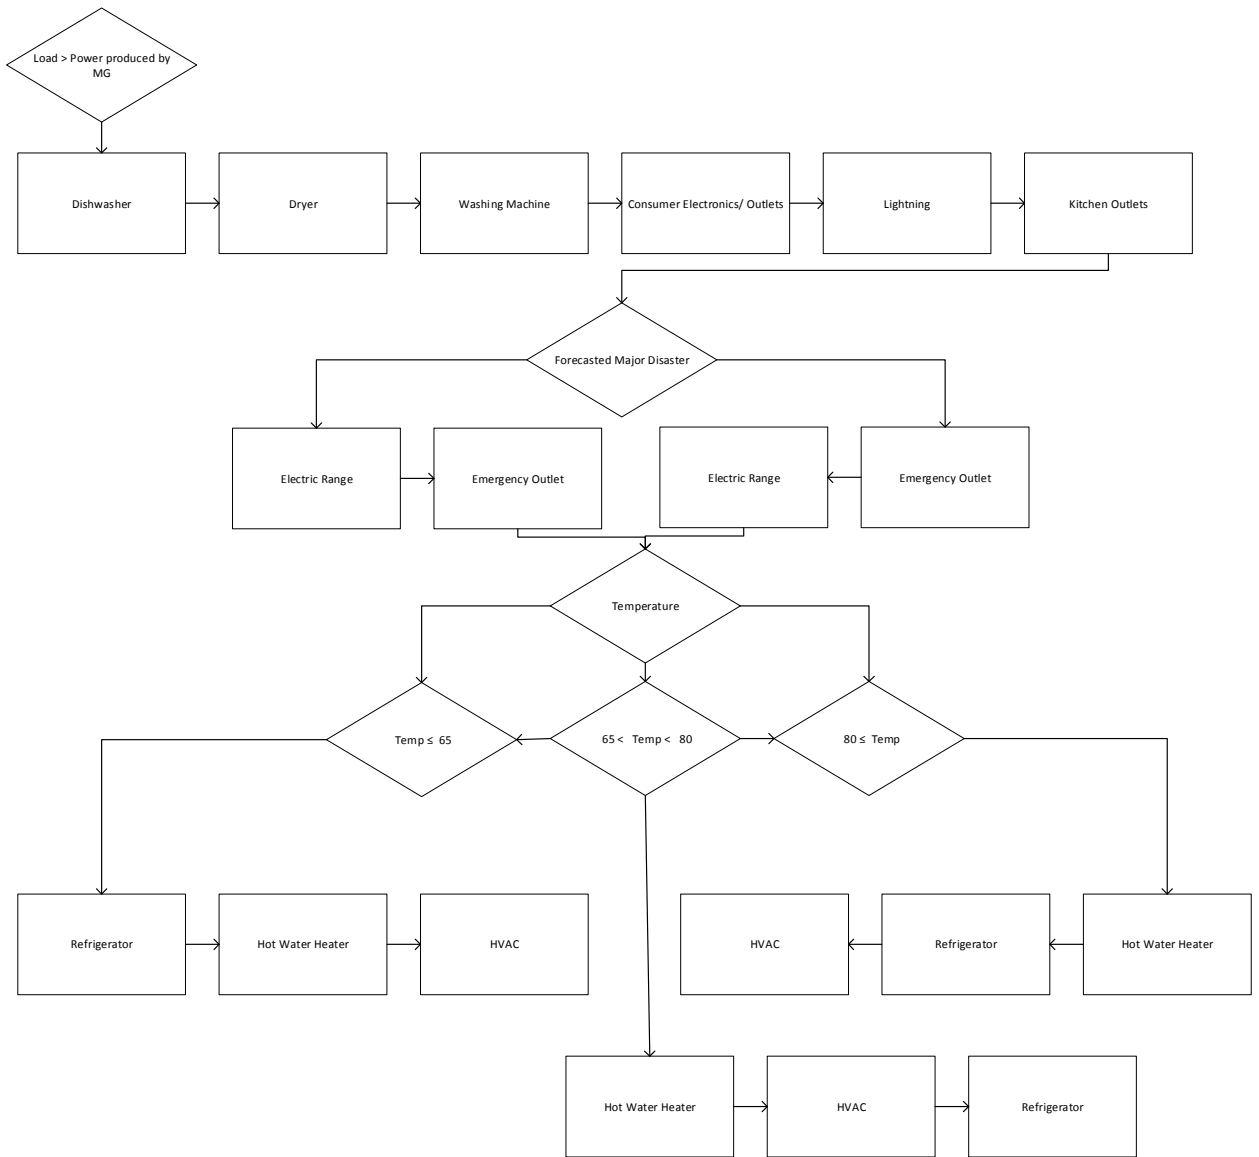 Load > Power produced by
MG
Dishwasher
Dryer
Washing Machine
Consumer Electronics/ Outlets
Lightning
Kitchen Outlets
Forecasted Major Disaster
Electric Range
Emergency Outlet
Electric Range
Emergency Outlet
Temperature
Temp ≤ 65
65 < Temp < 80
80 ≤ Temp
Refrigerator
Hot Water Heater
HVAC
HVAC
Refrigerator
Hot Water Heater
Hot Water Heater
HVAC
Refrigerator